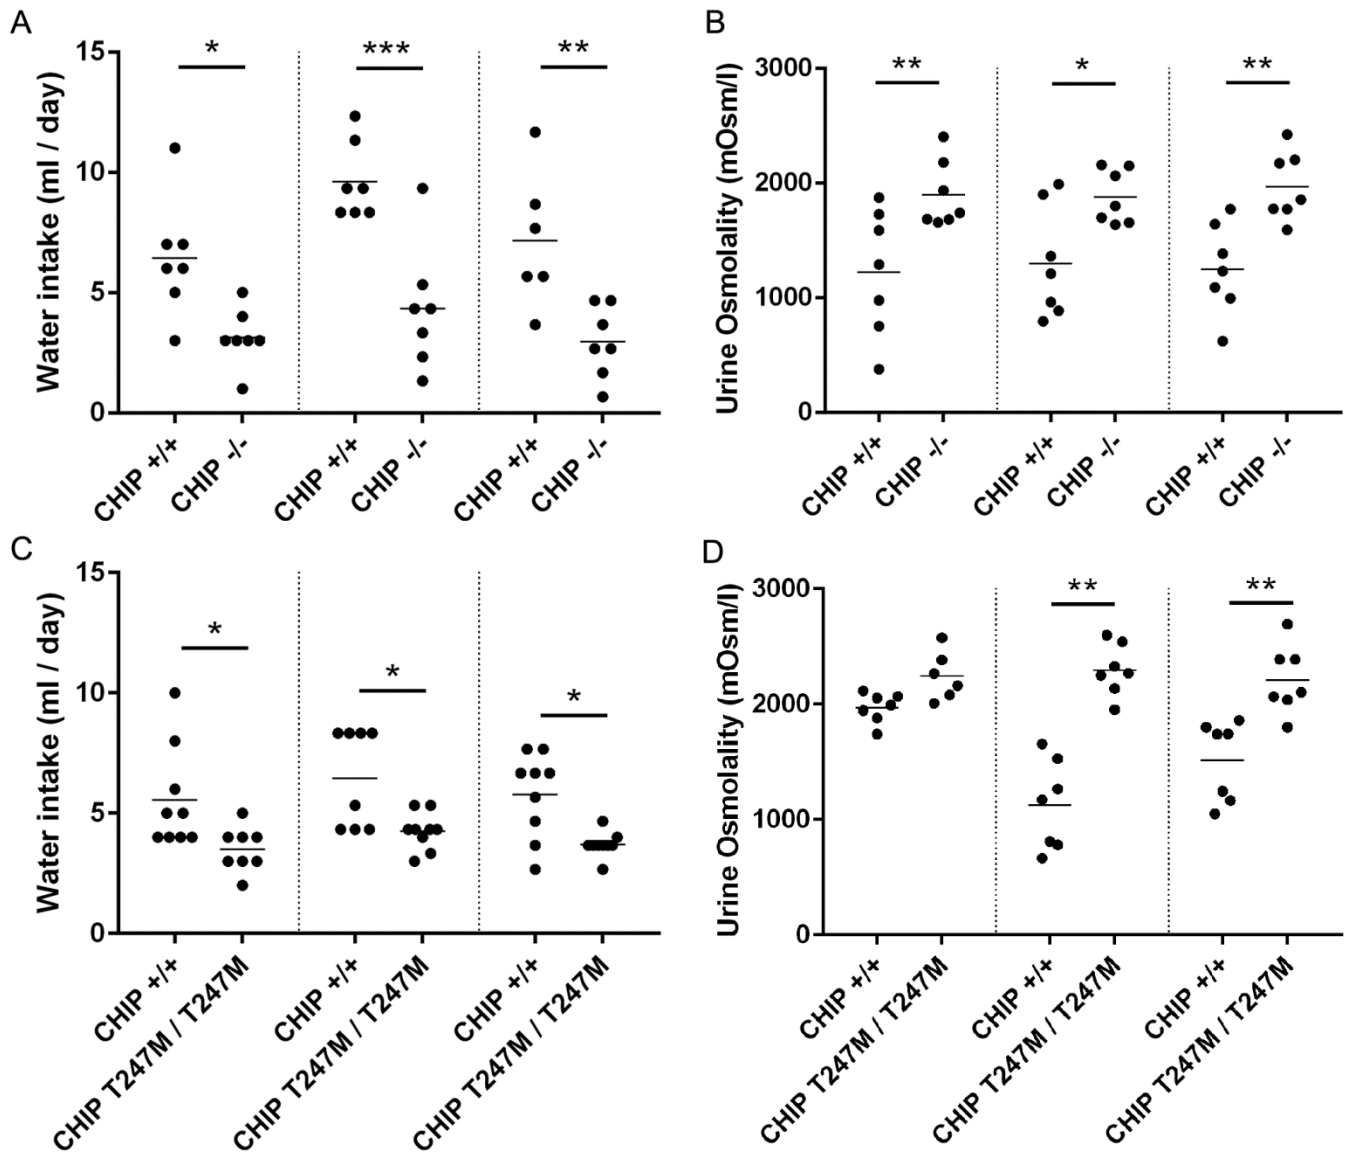 A
Water intake (ml / day)
15
10
5
0
*
***
**
CHIP +/+
CHIP -/-
CHIP +/+
CHIP -/-
CHIP +/+
CHIP -/-
B
Urine Osmolality (mOsm/l)
3000
2000
1000
0
**
*
**
CHIP +/+
CHIP -/-
CHIP +/+
CHIP -/-
CHIP +/+
CHIP -/-
C
Water intake (ml / day)
15
10
5
0
*
*
*
CHIP +/+
CHIP T247M / T247M
CHIP +/+
CHIP T247M / T247M
CHIP +/+
CHIP T247M / T247M
D
Urine Osmolality (mOsm/l)
3000
2000
1000
0
**
**
CHIP +/+
CHIP T247M / T247M
CHIP +/+
CHIP T247M / T247M
CHIP +/+
CHIP T247M / T247M